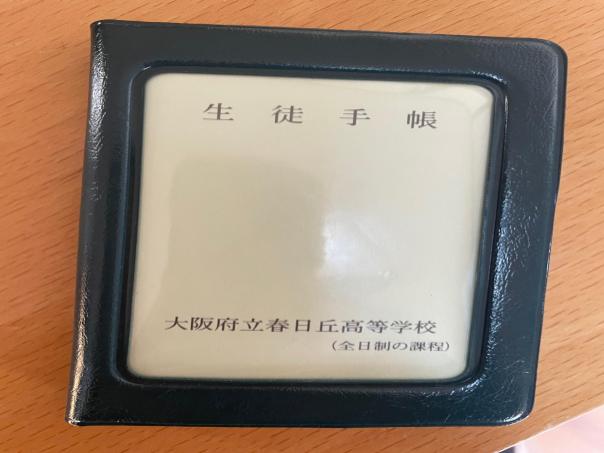 生徒手帳
大阪府立春日丘高等学校
(全日制の課程)